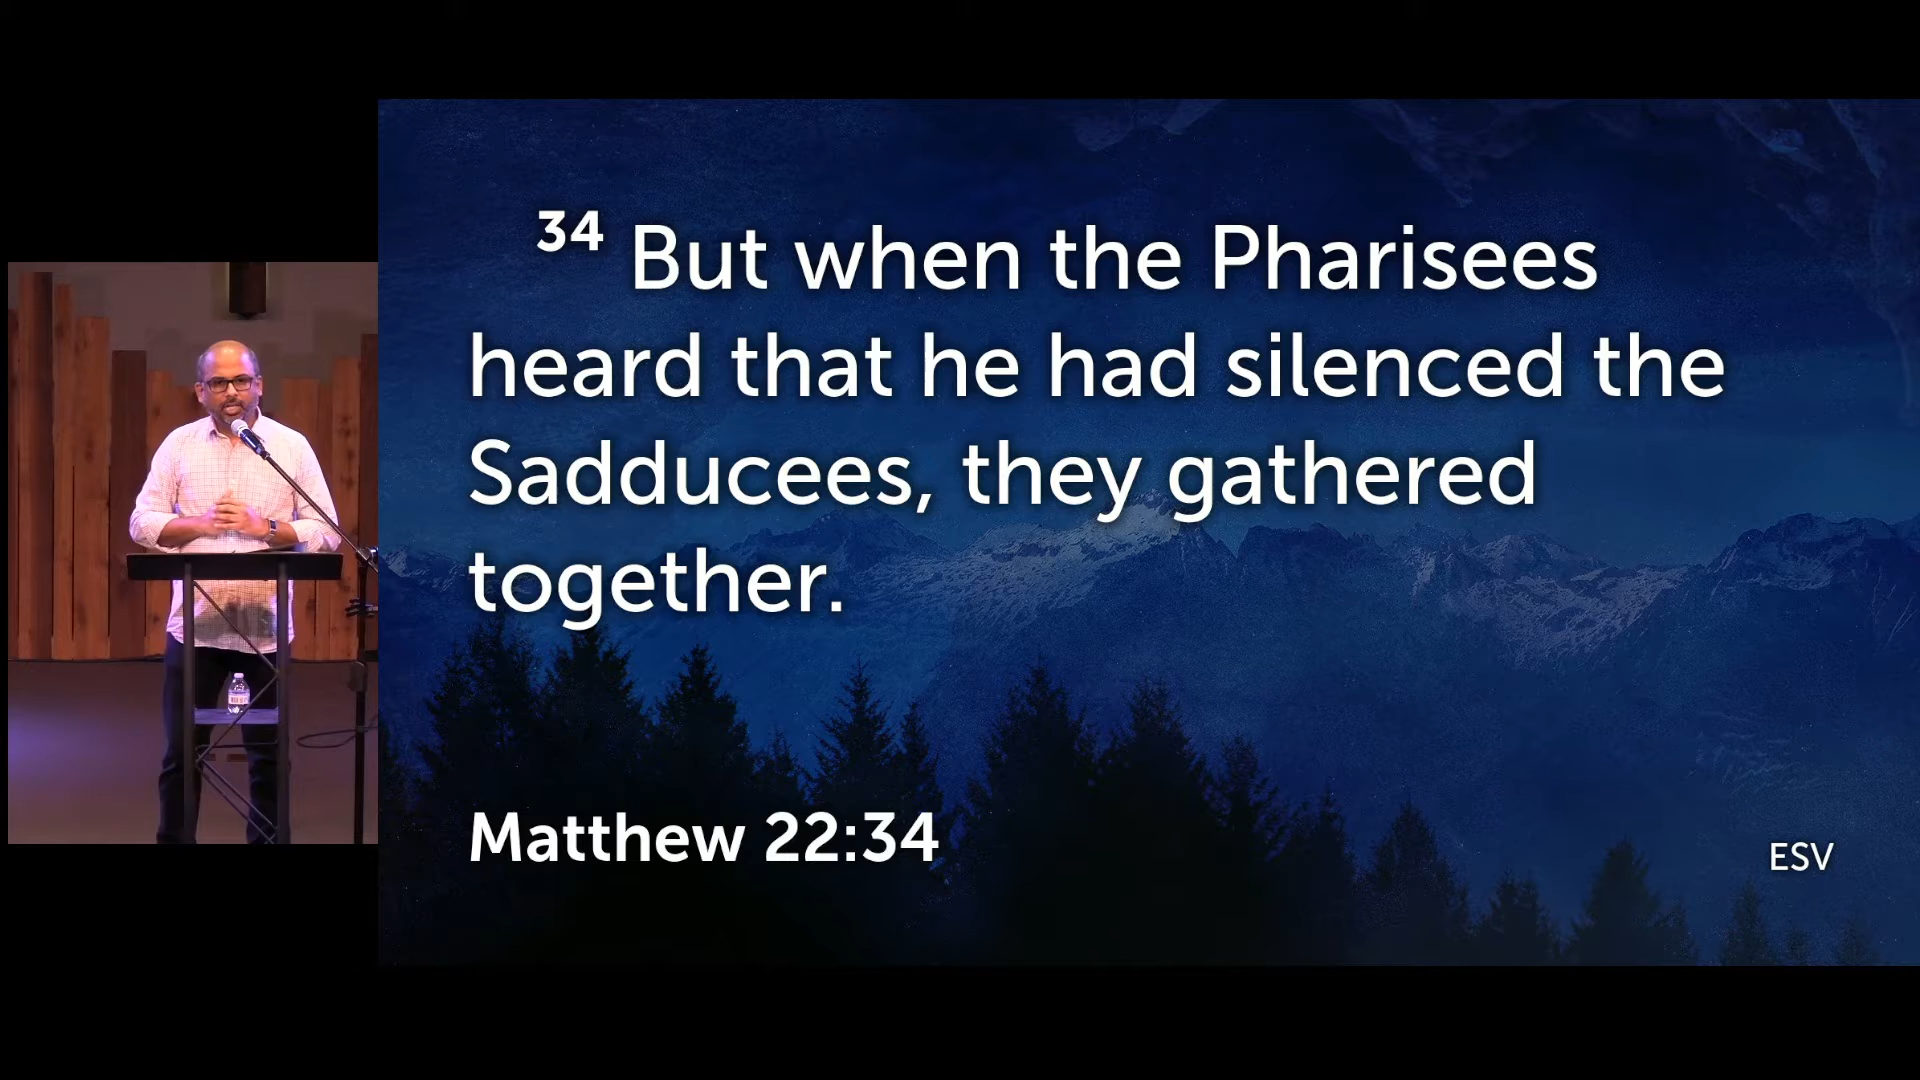 34 But when the Pharisees
heard that he had silenced the
Sadducees, they gathered
together.
Matthew 22:34
ESV